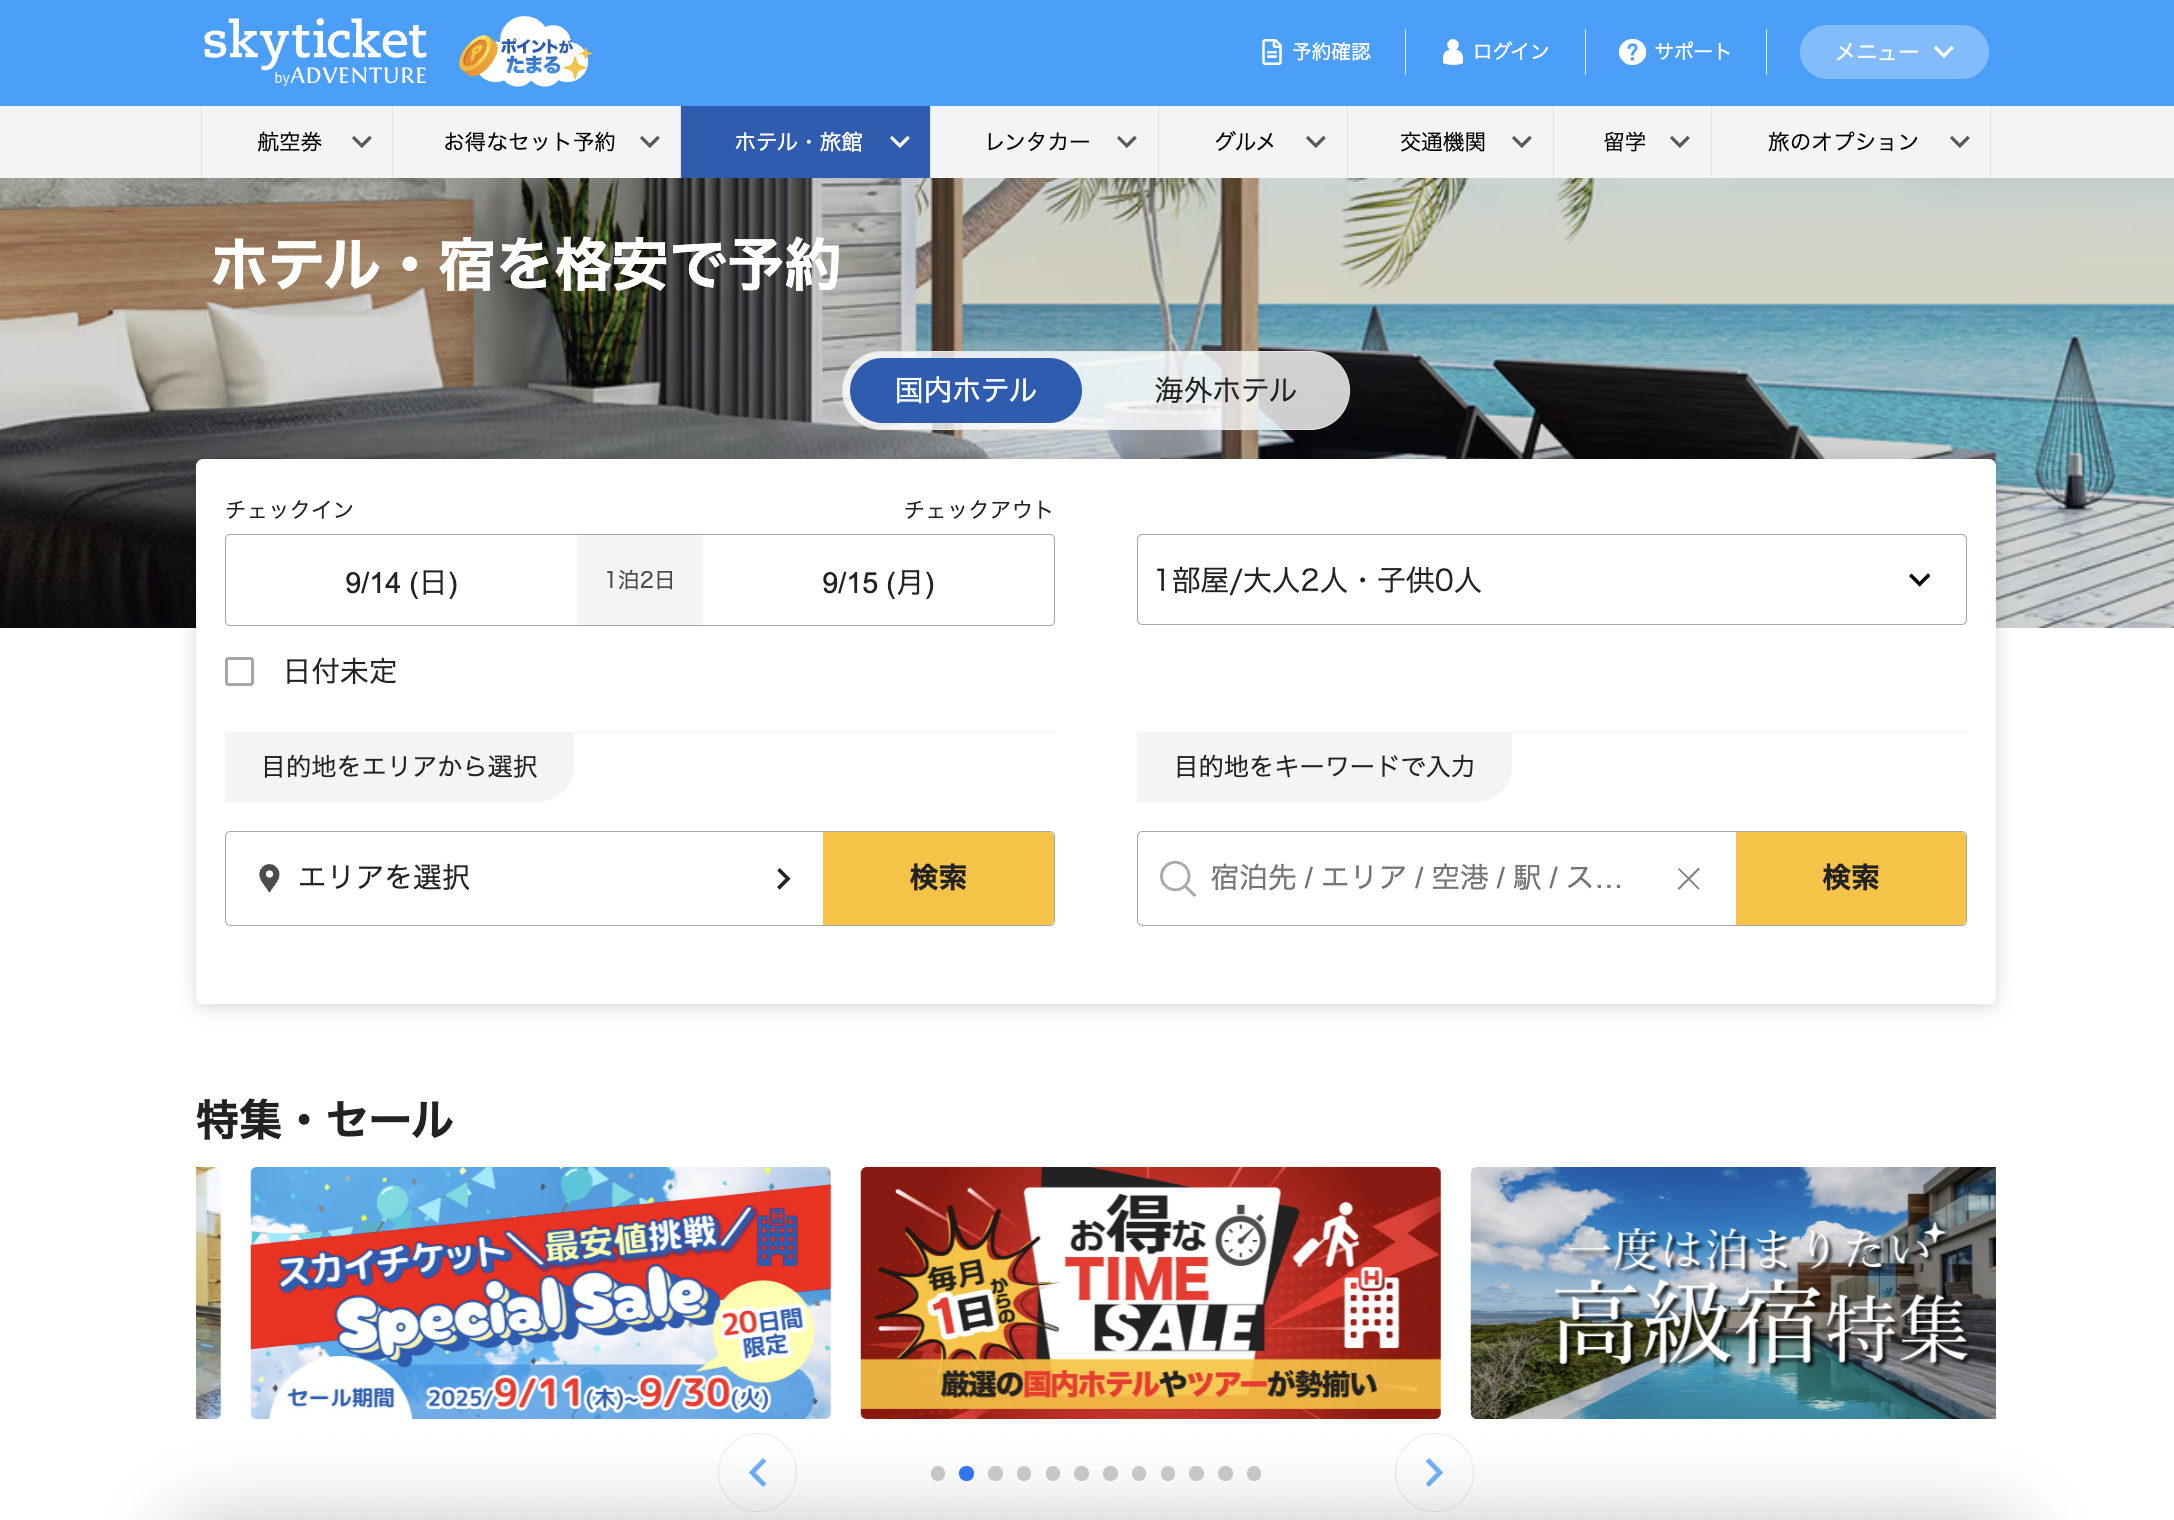 skyticket
byADVENTURE
ポイントが
たまる
予約確認
ログイン
サポート
メニュー
航空券
お得なセット予約
ホテル・旅館
レンタカー
グルメ
交通機関
留学
旅のオプション
ホテル・宿を格安で予約
国内ホテル
海外ホテル
チェックイン
チェックアウト
9/14 (日)
1泊2日
9/15 (月)
1部屋/大人2人・子供0人
日付未定
目的地をエリアから選択
目的地をキーワードで入力
エリアを選択
検索
宿泊先 / エリア / 空港 / 駅 / ス...
検索
特集・セール
スカイチケット＼最安値挑戦／
Special Sale
20日間
限定
セール期間 2025/9/11(木)~9/30(火)
毎月
1日からの
お得な
TIME
SALE
厳選の国内ホテルやツアーが勢揃い
一度は泊まりたい
高級宿特集